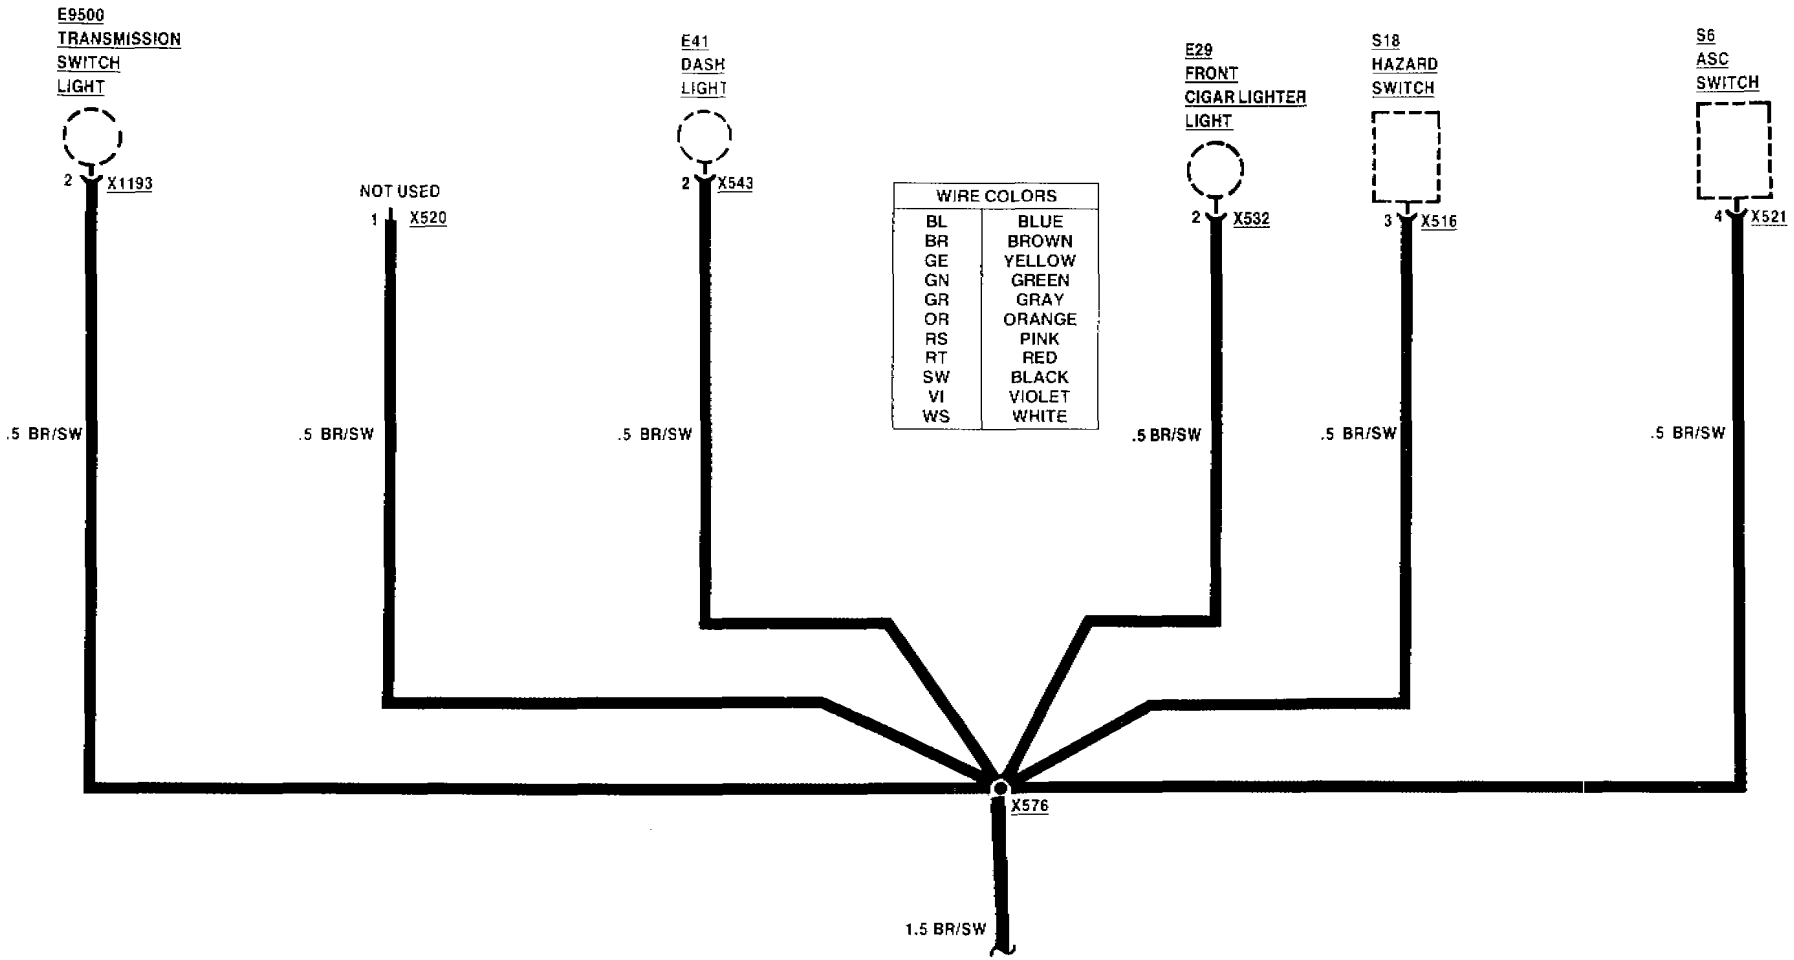 E9500
TRANSMISSION
SWITCH
LIGHT
2 X1193
NOT USED
1 X520
E41
DASH
LIGHT
2 X543
WIRE COLORS
BL BLUE
BR BROWN
GE YELLOW
GN GREEN
GR GRAY
OR ORANGE
RS PINK
RT RED
SW BLACK
VI VIOLET
WS WHITE
E29
FRONT
CIGAR LIGHTER
LIGHT
2 X532
S18
HAZARD
SWITCH
3 X516
S6
ASC
SWITCH
4 X521
.5 BR/SW
.5 BR/SW
.5 BR/SW
.5 BR/SW
.5 BR/SW
.5 BR/SW
X576
1.5 BR/SW